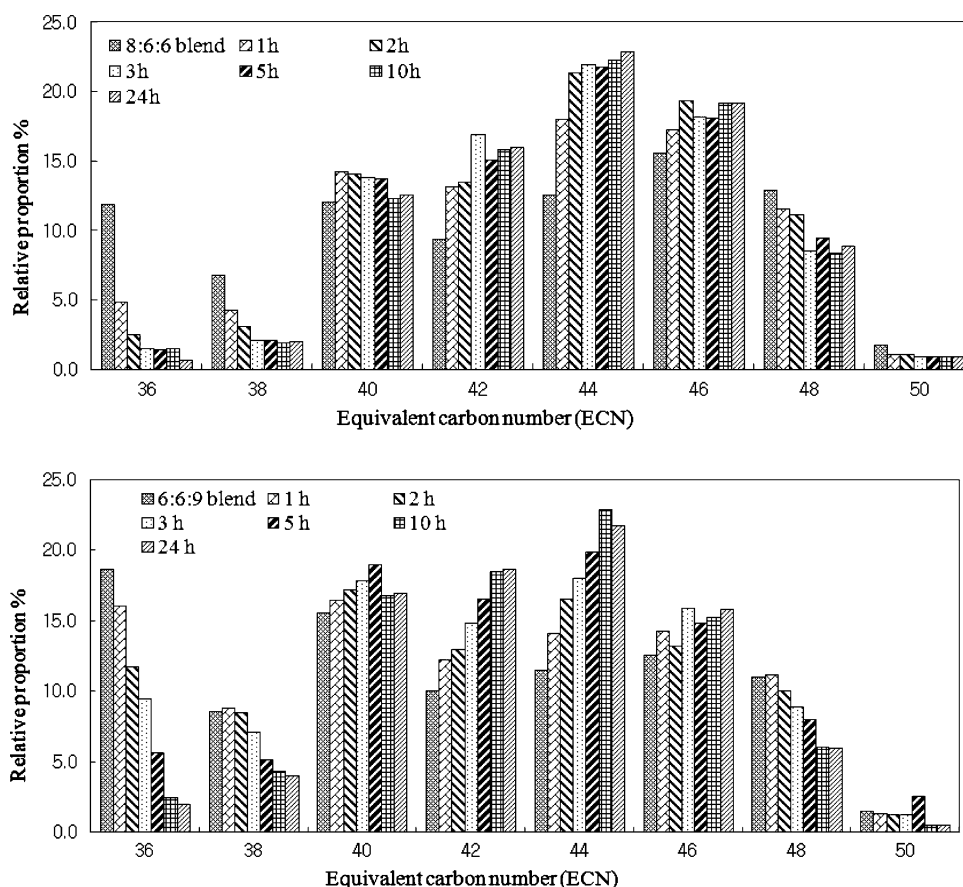 25.0
8:6:6 blend 1h 2h
3h 5h 10h
24h
20.0
15.0
10.0
5.0
0.0
Relative proportion %
36 38 40 42 44 46 48 50
Equivalent carbon number (ECN)
25.0
6:6:9 blend 1 h 2 h
3 h 5 h 10 h
24 h
20.0
15.0
10.0
5.0
0.0
Relative proportion %
36 38 40 42 44 46 48 50
Equivalent carbon number (ECN)